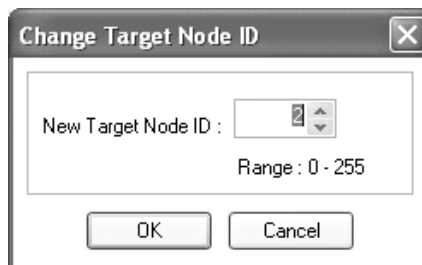 Change Target Node ID
New Target Node ID : 2
Range : 0 - 255
OK Cancel